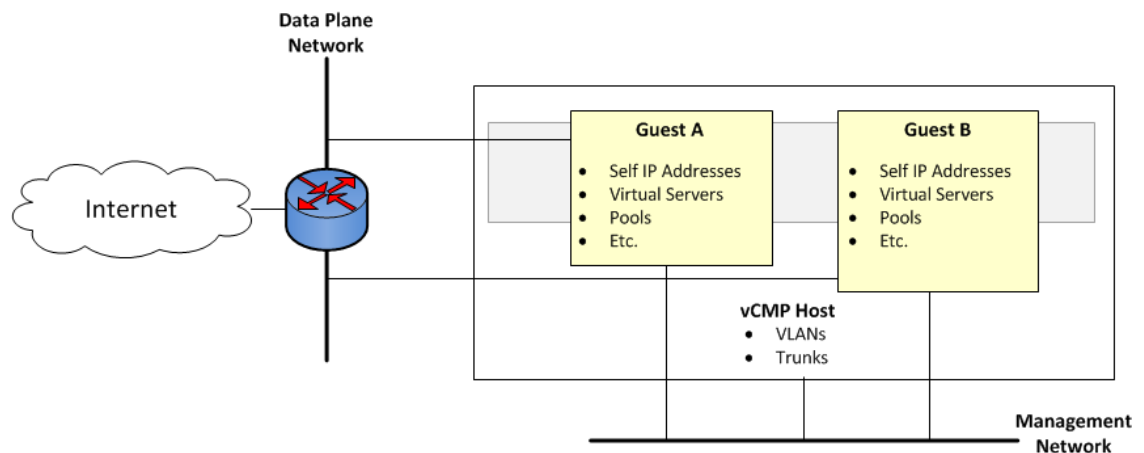 Data Plane
Network
Internet
Guest A
• Self IP Addresses
• Virtual Servers
• Pools
• Etc.
Guest B
• Self IP Addresses
• Virtual Servers
• Pools
• Etc.
vCMP Host
• VLANs
• Trunks
Management
Network